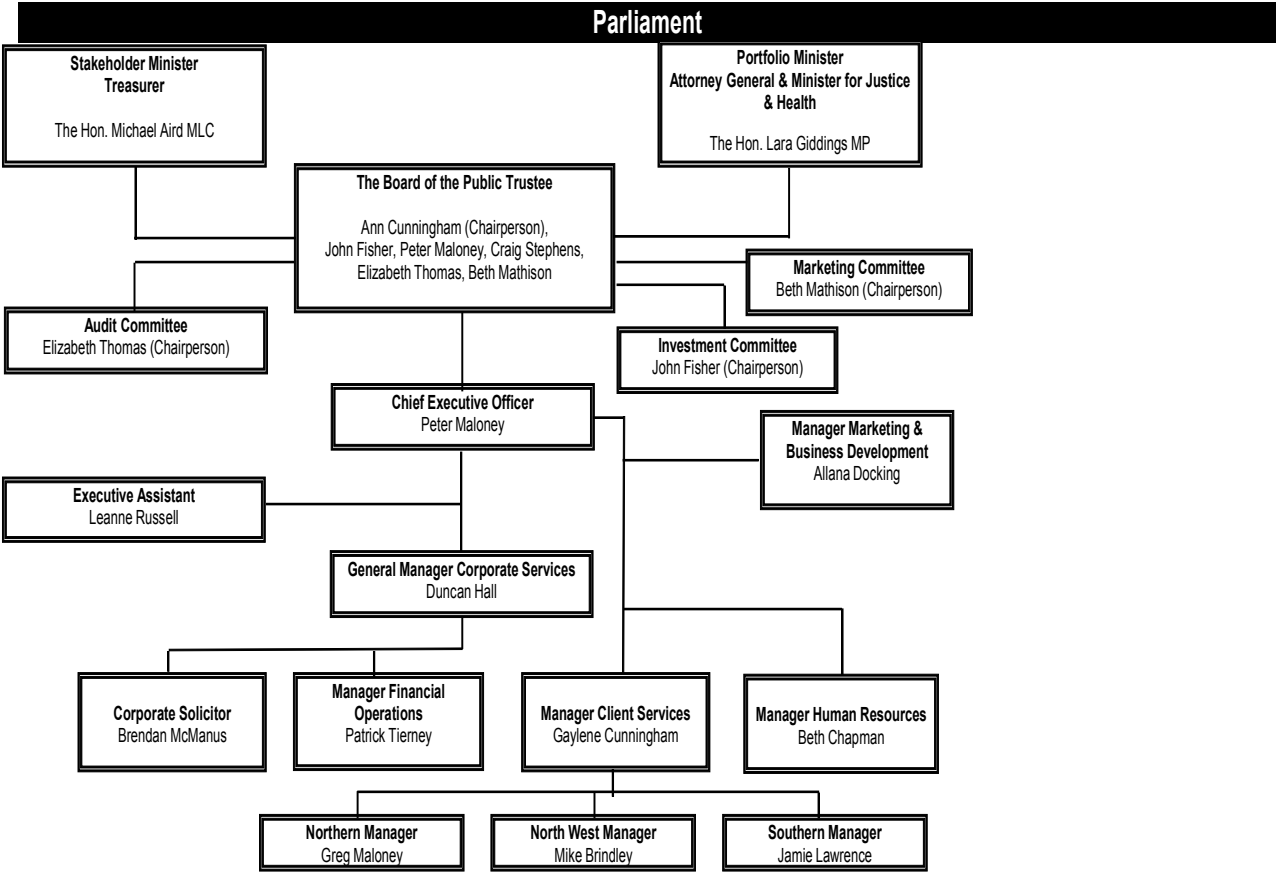 Parliament
Stakeholder Minister
Treasurer
The Hon. Michael Aird MLC
Portfolio Minister
Attorney General & Minister for Justice
& Health
The Hon. Lara Giddings MP
The Board of the Public Trustee
Ann Cunningham (Chairperson),
John Fisher, Peter Maloney, Craig Stephens,
Elizabeth Thomas, Beth Mathison
Marketing Committee
Beth Mathison (Chairperson)
Audit Committee
Elizabeth Thomas (Chairperson)
Investment Committee
John Fisher (Chairperson)
Chief Executive Officer
Peter Maloney
Manager Marketing &
Business Development
Allana Docking
Executive Assistant
Leanne Russell
General Manager Corporate Services
Duncan Hall
Corporate Solicitor
Brendan McManus
Manager Financial
Operations
Patrick Tierney
Manager Client Services
Gaylene Cunningham
Manager Human Resources
Beth Chapman
Northern Manager
Greg Maloney
North West Manager
Mike Brindley
Southern Manager
Jamie Lawrence